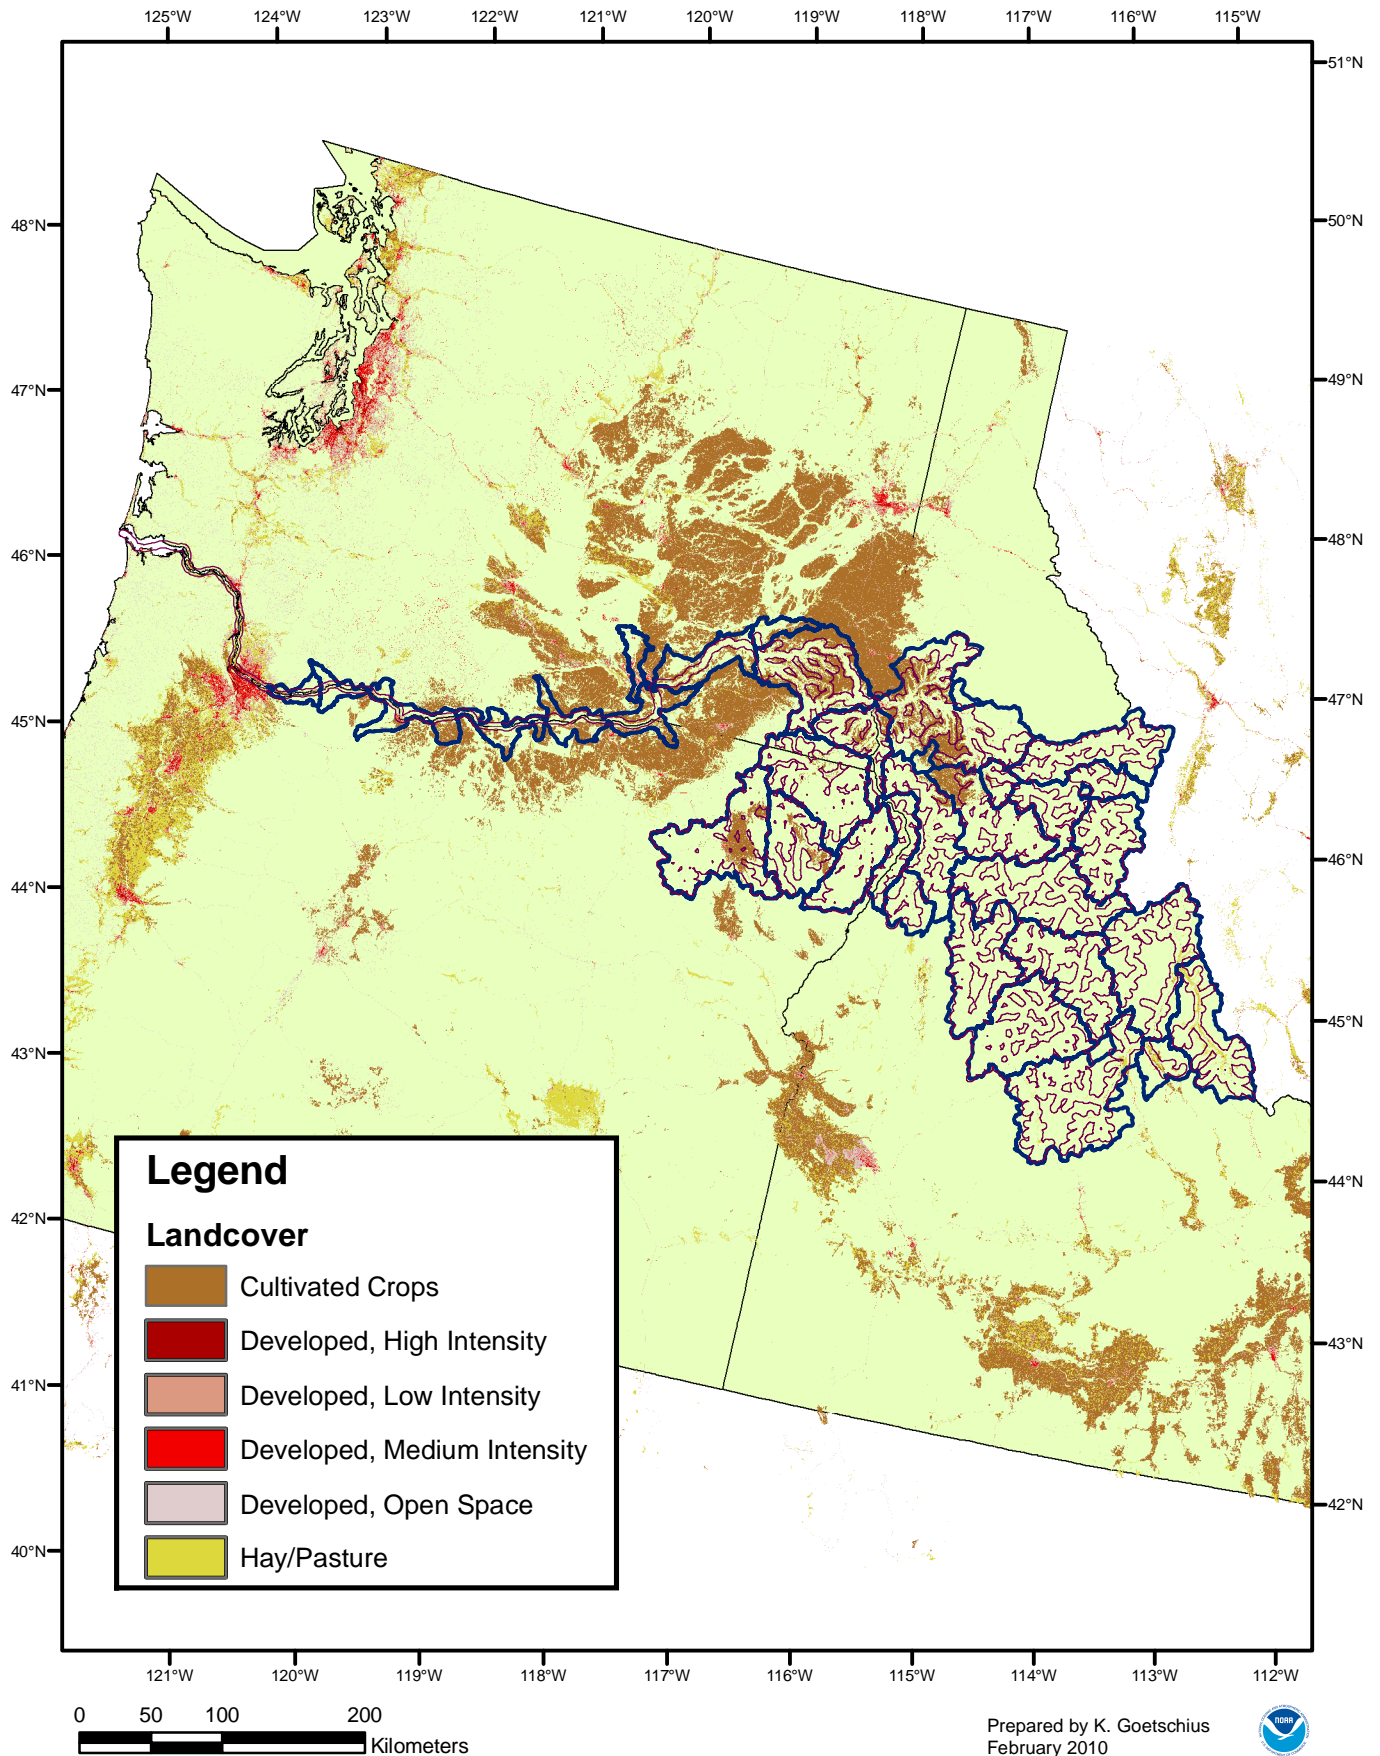 125°W 124°W 123°W 122°W 121°W 120°W 119°W 118°W 117°W 116°W 115°W
51°N
48°N
50°N
47°N
49°N
46°N
48°N
45°N
47°N
44°N
46°N
43°N
45°N
42°N
44°N
41°N
43°N
40°N
42°N
Legend
Landcover
Cultivated Crops
Developed, High Intensity
Developed, Low Intensity
Developed, Medium Intensity
Developed, Open Space
Hay/Pasture
121°W 120°W 119°W 118°W 117°W 116°W 115°W 114°W 113°W 112°W
0 50 100 200
Kilometers
Prepared by K. Goetschius
February 2010
NOAA